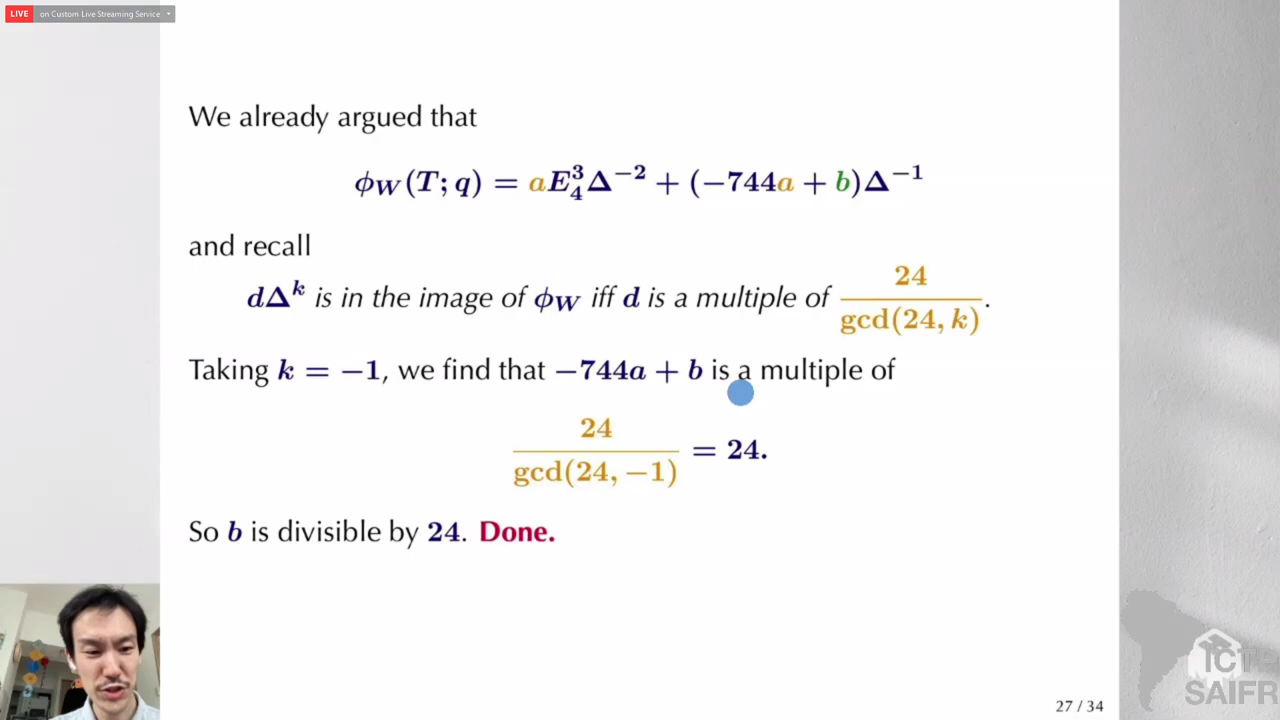 LIVE on Custom Live Streaming Service
We already argued that
ϕ_W(T; q) = aE_4^3Δ^{-2} + (−744a + b)Δ^{-1}
and recall
dΔ^k is in the image of ϕ_W iff d is a multiple of 24/gcd(24, k).
Taking k = −1, we find that −744a + b is a multiple of
24/gcd(24, −1) = 24.
So b is divisible by 24. Done.
SAIFR
27 / 34